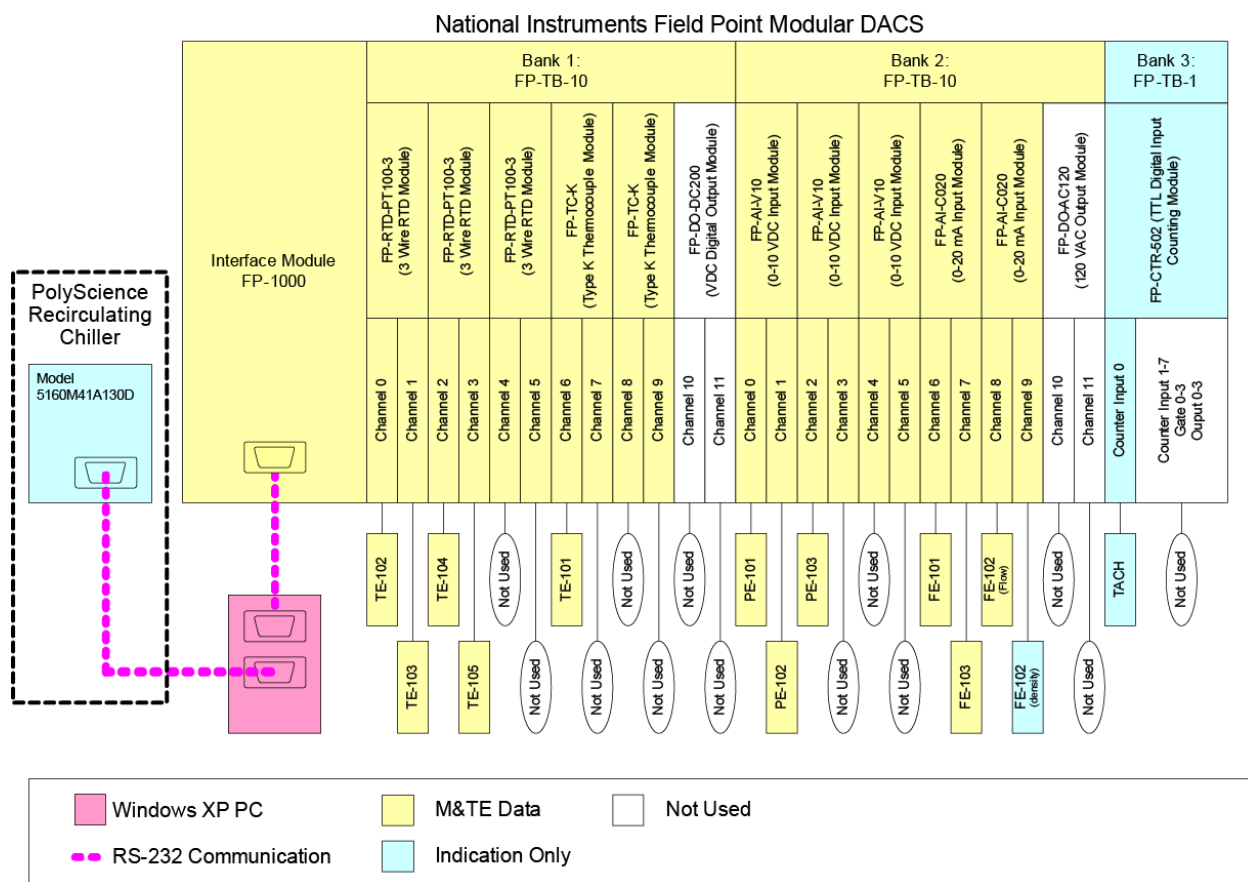 National Instruments Field Point Modular DACS
Bank 1:
FP-TB-10
Bank 2:
FP-TB-10
Bank 3:
FP-TB-1
Interface Module
FP-1000
FP-RTD-PT100-3
(3 Wire RTD Module)
FP-RTD-PT100-3
(3 Wire RTD Module)
FP-RTD-PT100-3
(3 Wire RTD Module)
FP-TC-K
(Type K Thermocouple Module)
FP-TC-K
(Type K Thermocouple Module)
FP-DO-DC200
(VDC Digital Output Module)
FP-AI-V10
(0-10 VDC Input Module)
FP-AI-V10
(0-10 VDC Input Module)
FP-AI-V10
(0-10 VDC Input Module)
FP-AI-C020
(0-20 mA Input Module)
FP-AI-C020
(0-20 mA Input Module)
FP-DO-AC120
(120 VAC Output Module)
FP-CTR-502 (TTL Digital Input
Counting Module)
PolyScience
Recirculating
Chiller
Model
5160M41A130D
Channel 0
Channel 1
Channel 2
Channel 3
Channel 4
Channel 5
Channel 6
Channel 7
Channel 8
Channel 9
Channel 10
Channel 11
Channel 0
Channel 1
Channel 2
Channel 3
Channel 4
Channel 5
Channel 6
Channel 7
Channel 8
Channel 9
Channel 10
Channel 11
Counter Input 0
Counter Input 1-7
Gate 0-3
Ouput 0-3
TE-102
TE-104
Not Used
TE-101
Not Used
Not Used
PE-101
PE-103
Not Used
FE-101
FE-102
(Flow)
Not Used
TACH
Not Used
TE-103
TE-105
Not Used
Not Used
Not Used
Not Used
PE-102
Not Used
Not Used
FE-103
FE-102
(density)
Not Used
Windows XP PC
M&TE Data
Not Used
RS-232 Communication
Indication Only